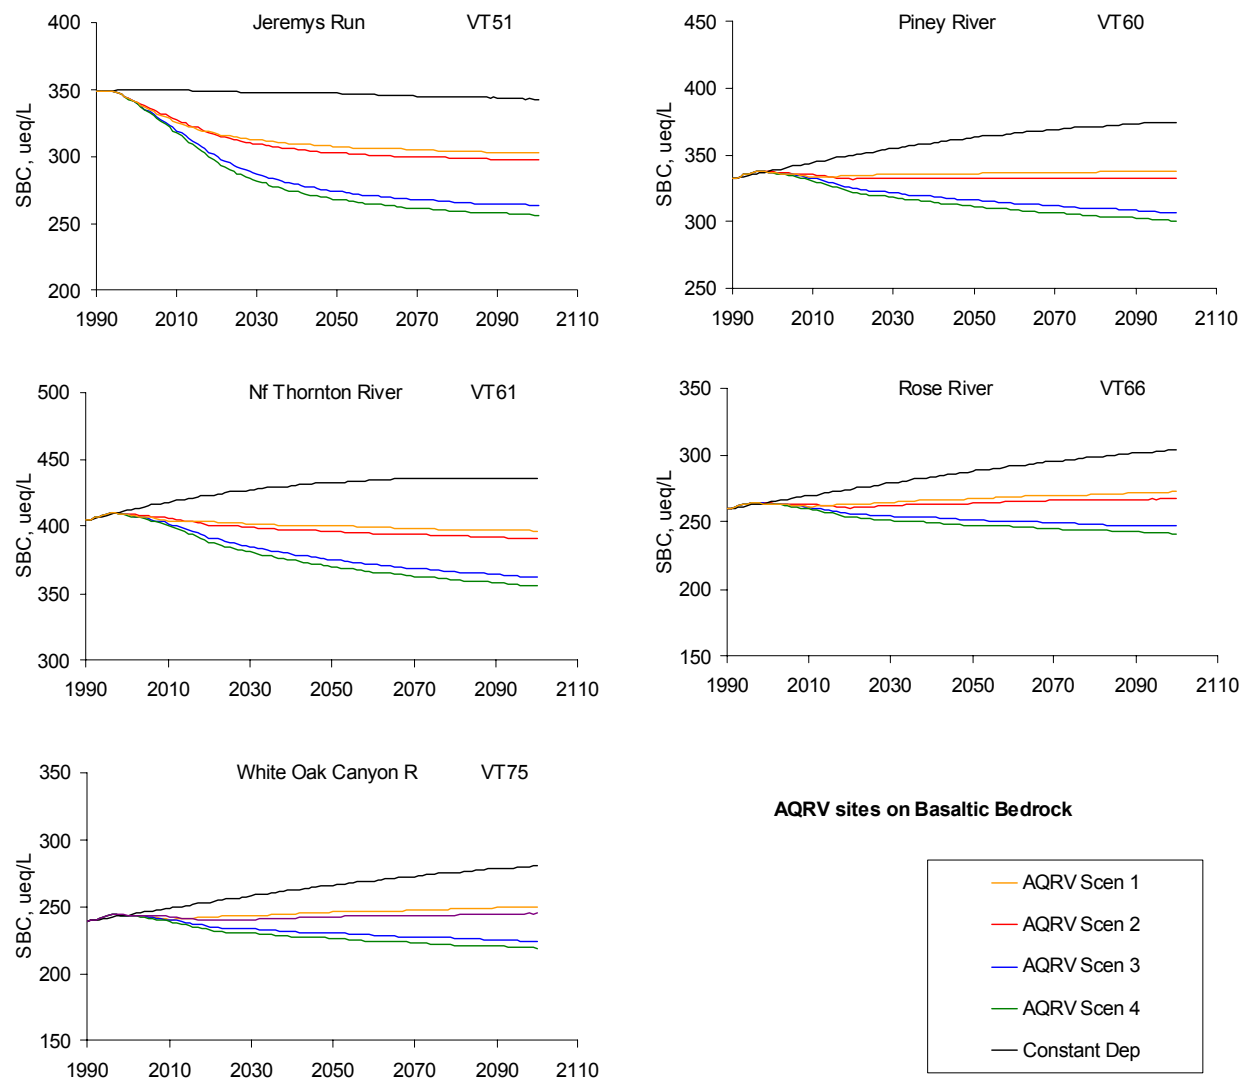 Jeremys Run VT51
400
350
300
250
200
SBC, ueq/L
1990 2010 2030 2050 2070 2090 2110
Piney River VT60
450
400
350
300
250
SBC, ueq/L
1990 2010 2030 2050 2070 2090 2110
Nf Thornton River VT61
500
450
400
350
300
SBC, ueq/L
1990 2010 2030 2050 2070 2090 2110
Rose River VT66
350
300
250
200
150
SBC, ueq/L
1990 2010 2030 2050 2070 2090 2110
White Oak Canyon R VT75
350
300
250
200
150
SBC, ueq/L
1990 2010 2030 2050 2070 2090 2110
AQRV sites on Basaltic Bedrock
AQRV Scen 1
AQRV Scen 2
AQRV Scen 3
AQRV Scen 4
Constant Dep